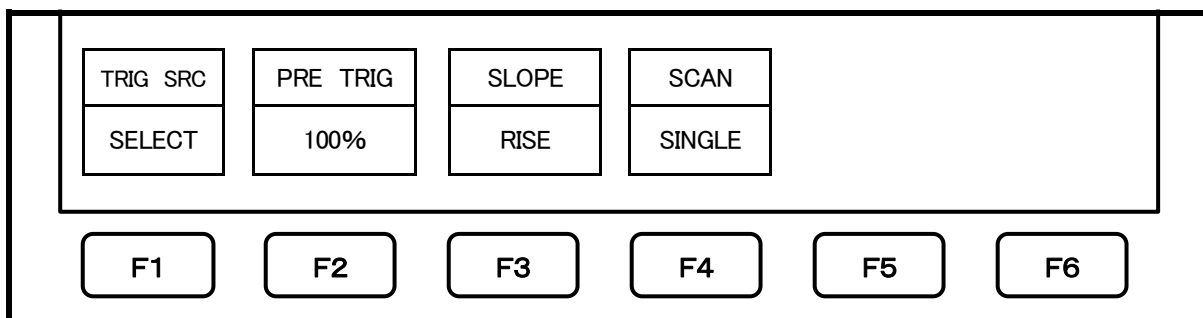 TRIG SRC PRE TRIG SLOPE SCAN
SELECT 100% RISE SINGLE
F1 F2 F3 F4 F5 F6